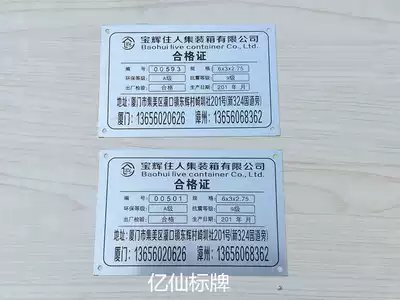 宝辉住人集装箱有限公司
Baohui live container Co., Ltd.
合格证
编 号 00593 规 格 6x3x2.75
环保等级 A级 抗震等级 9级
出厂检验 合格 生产日期 201 年 月
地址:厦门市集美区灌口镇东辉村崎圳社201号(新324国道旁)
厦门:13656020626 漳州:13656068362
宝辉住人集装箱有限公司
Baohui live container Co., Ltd.
合格证
编 号 00501 规 格 6x3x2.75
环保等级 A级 抗震等级 9级
出厂检验 合格 生产日期 201 年 月
地址:厦门市集美区灌口镇东辉村崎圳社201号(新324国道旁)
厦门:13656020626 漳州:13656068362
亿仙标牌